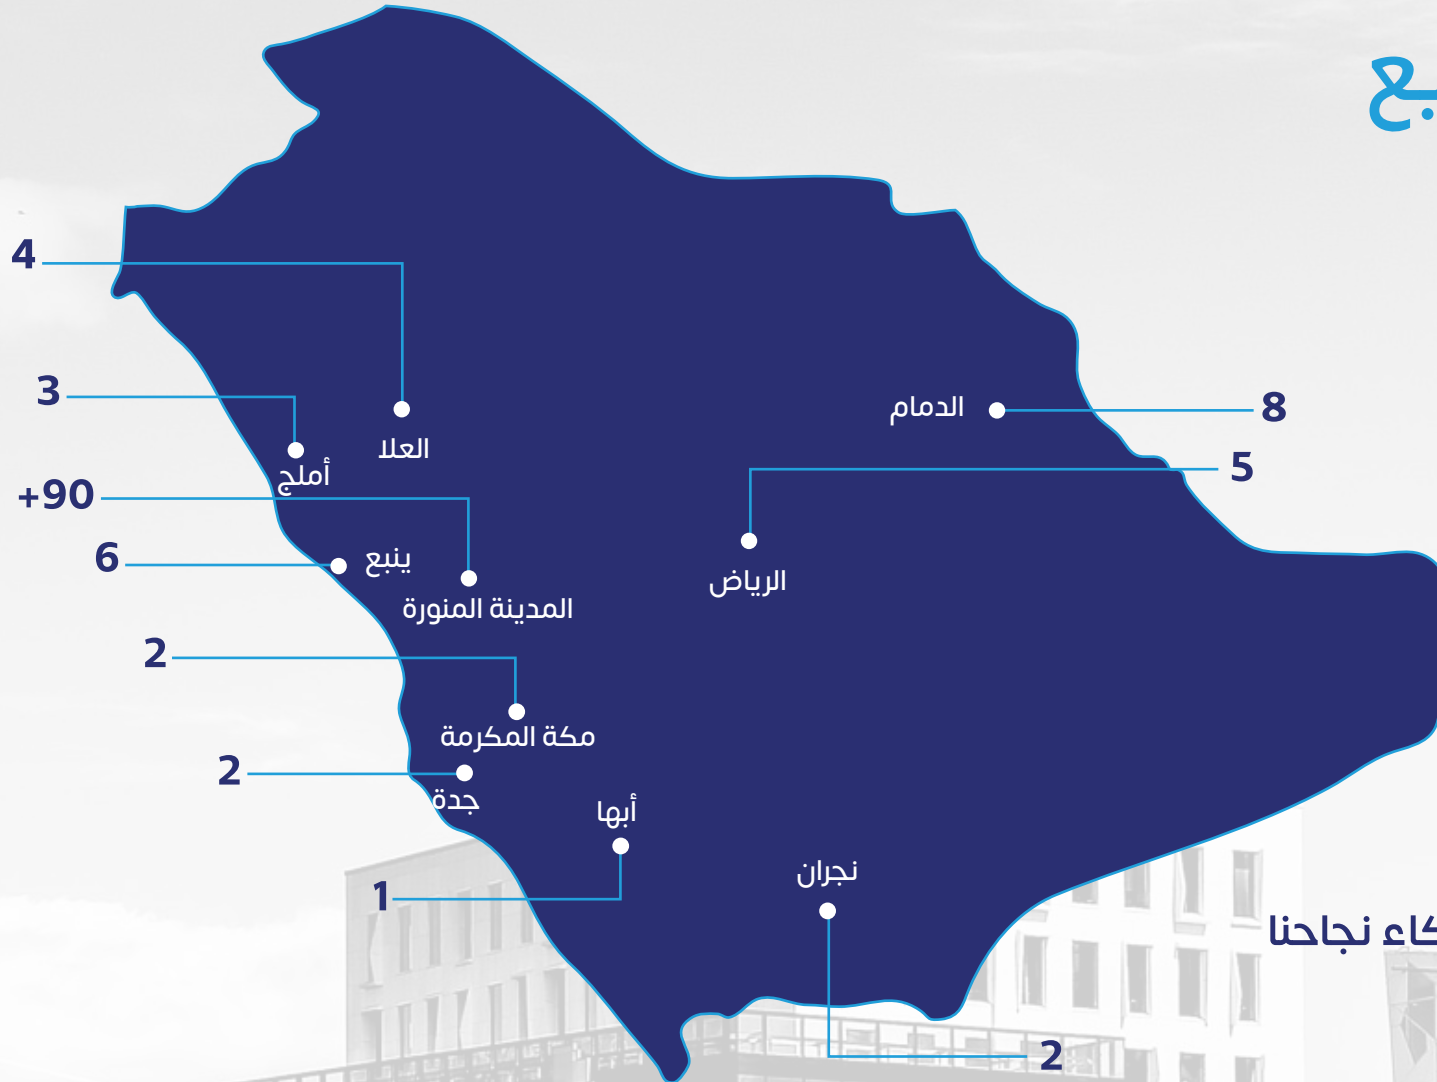 4
3
العلا
الدمام
8
أملج
5
+90
6
ينبع
الرياض
المدينة المنورة
2
مكة المكرمة
2
جدة
أبها
نجران
1
نجاحنا
2